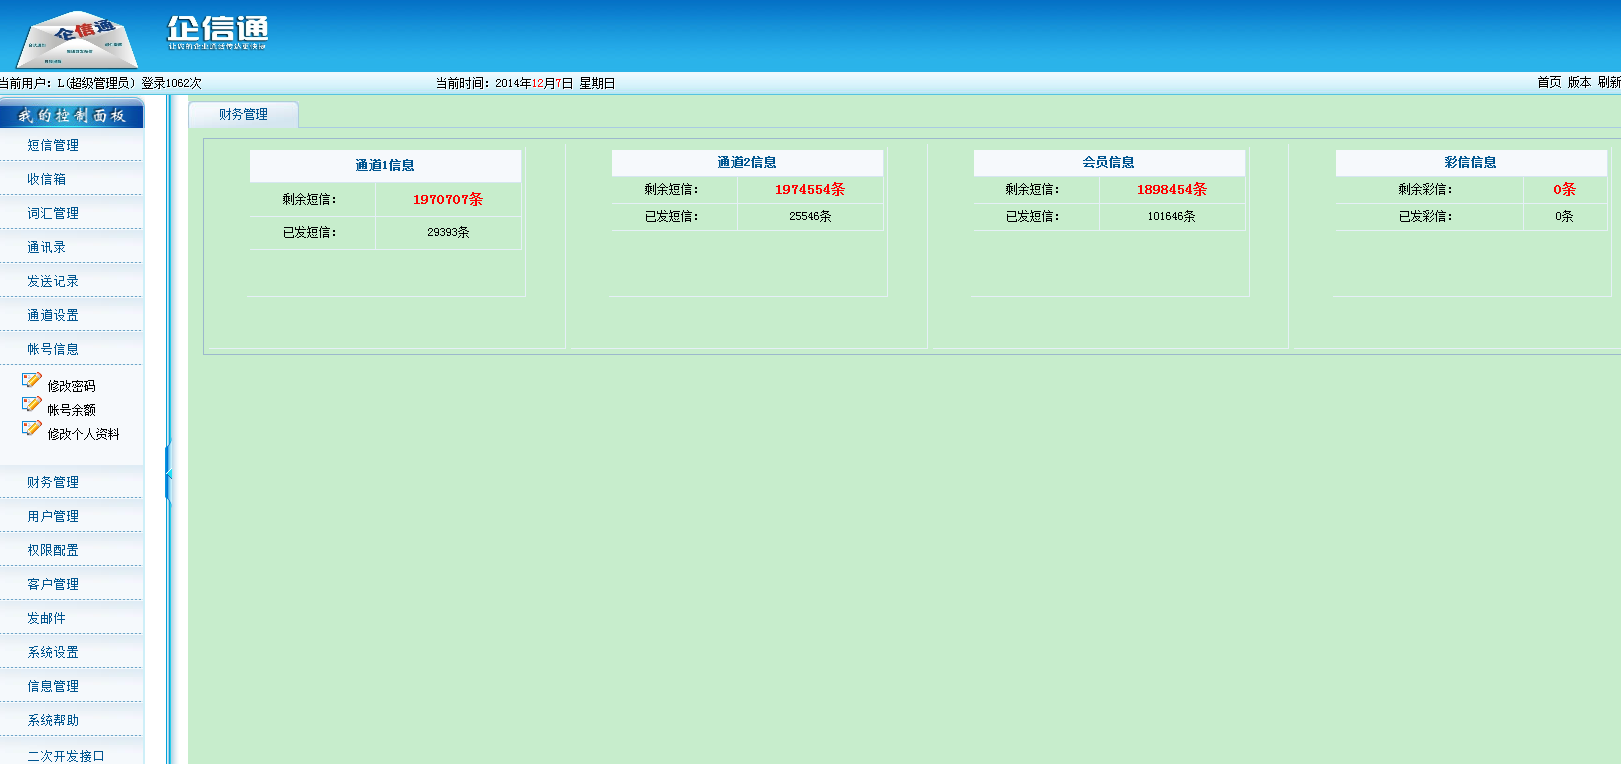 企信通
企信通
当前用户：L(超级管理员) 登录1062次
当前时间：2014年12月7日 星期日
首页 版本 刷新
我的控制面板
短信管理
收信箱
词汇管理
通讯录
发送记录
通道设置
帐号信息
修改密码
帐号余额
修改个人资料
财务管理
用户管理
权限配置
客户管理
发邮件
系统设置
信息管理
系统帮助
二次开发接口
财务管理
通道1信息
剩余短信： 1970707条
已发短信： 29393条
通道2信息
剩余短信： 1974554条
已发短信： 25546条
会员信息
剩余短信： 1898454条
已发短信： 101646条
彩信信息
剩余彩信： 0条
已发彩信： 0条